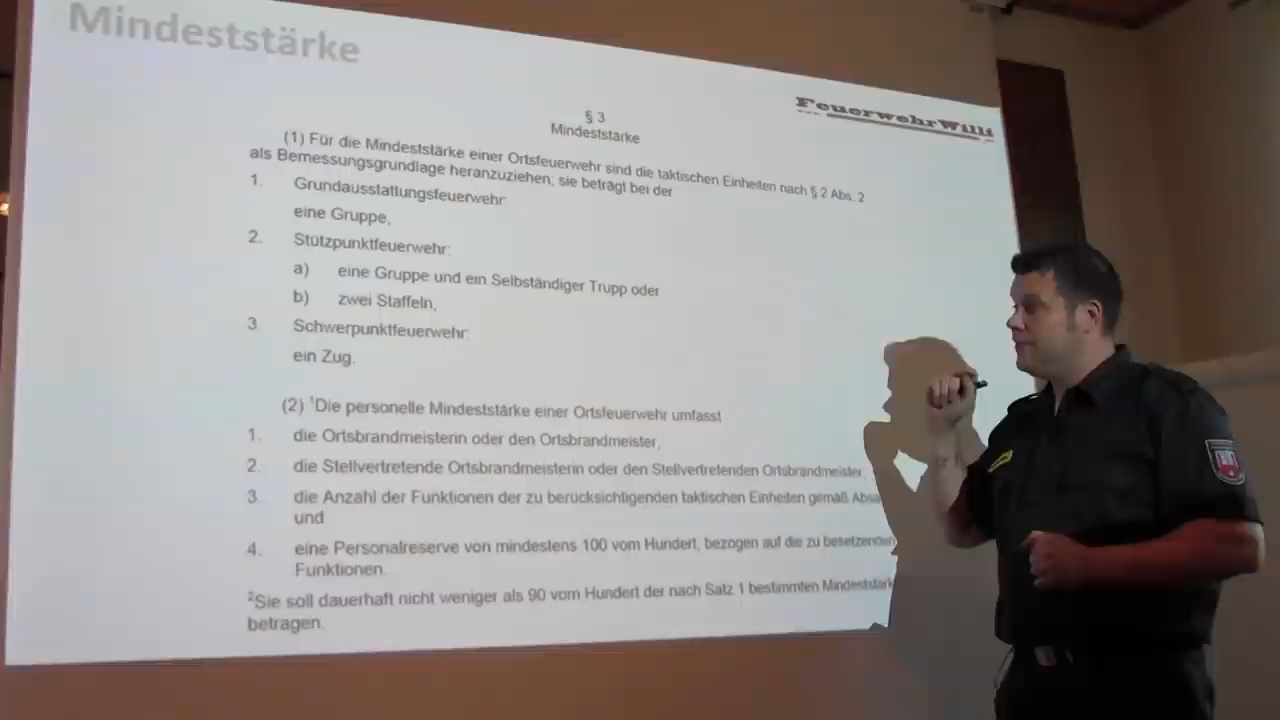 Mindeststärke
FeuerwehrWilli
§ 3
Mindeststärke
(1) Für die Mindeststärke einer Ortsfeuerwehr sind die taktischen Einheiten nach § 2 Abs. 2
als Bemessungsgrundlage heranzuziehen; sie beträgt bei der
1. Grundausstattungsfeuerwehr:
eine Gruppe,
2. Stützpunktfeuerwehr:
a) eine Gruppe und ein Selbständiger Trupp oder
b) zwei Staffeln,
3. Schwerpunktfeuerwehr:
ein Zug.
(2) ¹Die personelle Mindeststärke einer Ortsfeuerwehr umfasst
1. die Ortsbrandmeisterin oder den Ortsbrandmeister,
2. die Stellvertretende Ortsbrandmeisterin oder den Stellvertretenden Ortsbrandmeister,
3. die Anzahl der Funktionen der zu berücksichtigenden taktischen Einheiten gemäß Absa
und
4. eine Personalreserve von mindestens 100 vom Hundert, bezogen auf die zu besetzenden
Funktionen.
²Sie soll dauerhaft nicht weniger als 90 vom Hundert der nach Satz 1 bestimmten Mindeststärk
betragen.